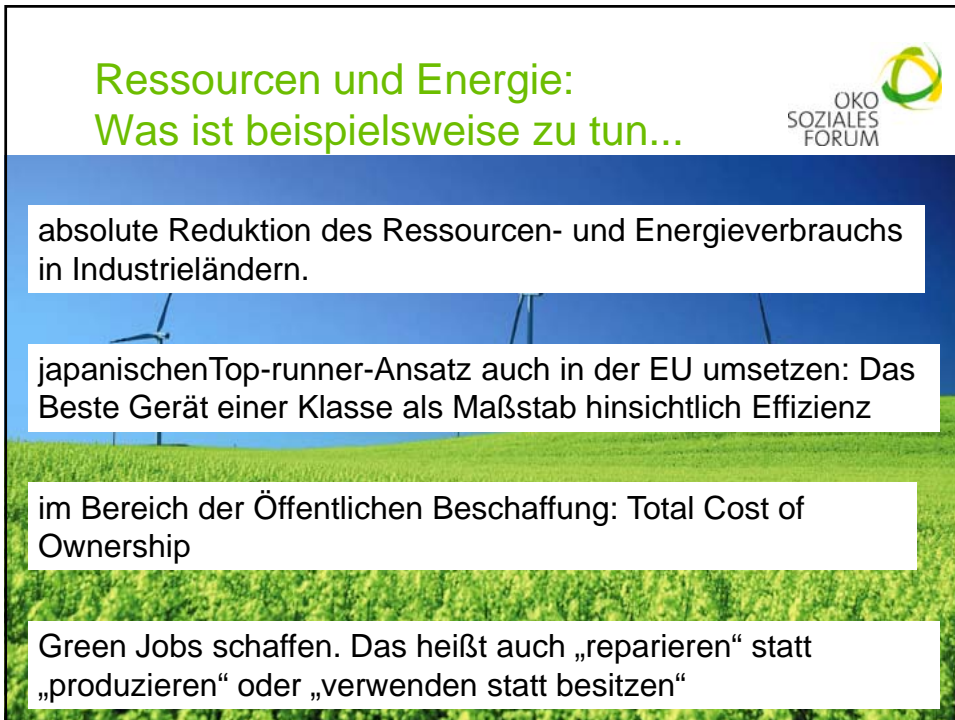 Ressourcen und Energie:
Was ist beispielsweise zu tun...
ÖKO
SOZIALES
FORUM
absolute Reduktion des Ressourcen- und Energieverbrauchs
in Industrieländern.
japanischenTop-runner-Ansatz auch in der EU umsetzen: Das
Beste Gerät einer Klasse als Maßstab hinsichtlich Effizienz
im Bereich der Öffentlichen Beschaffung: Total Cost of
Ownership
Green Jobs schaffen. Das heißt auch „reparieren“ statt
„produzieren“ oder „verwenden statt besitzen“